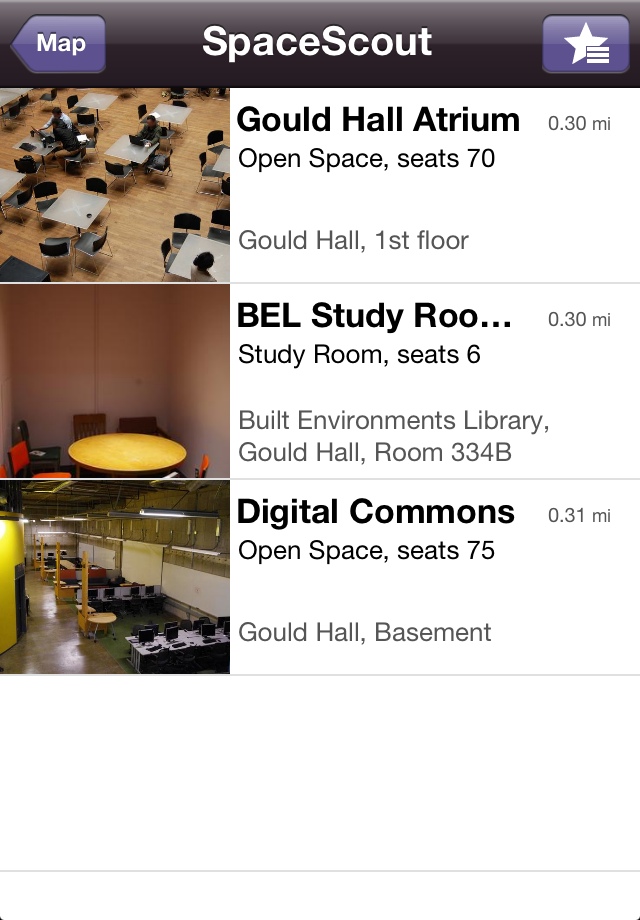 Map
SpaceScout
Gould Hall Atrium
0.30 mi
Open Space, seats 70
Gould Hall, 1st floor
BEL Study Roo...
0.30 mi
Study Room, seats 6
Built Environments Library,
Gould Hall, Room 334B
Digital Commons
0.31 mi
Open Space, seats 75
Gould Hall, Basement